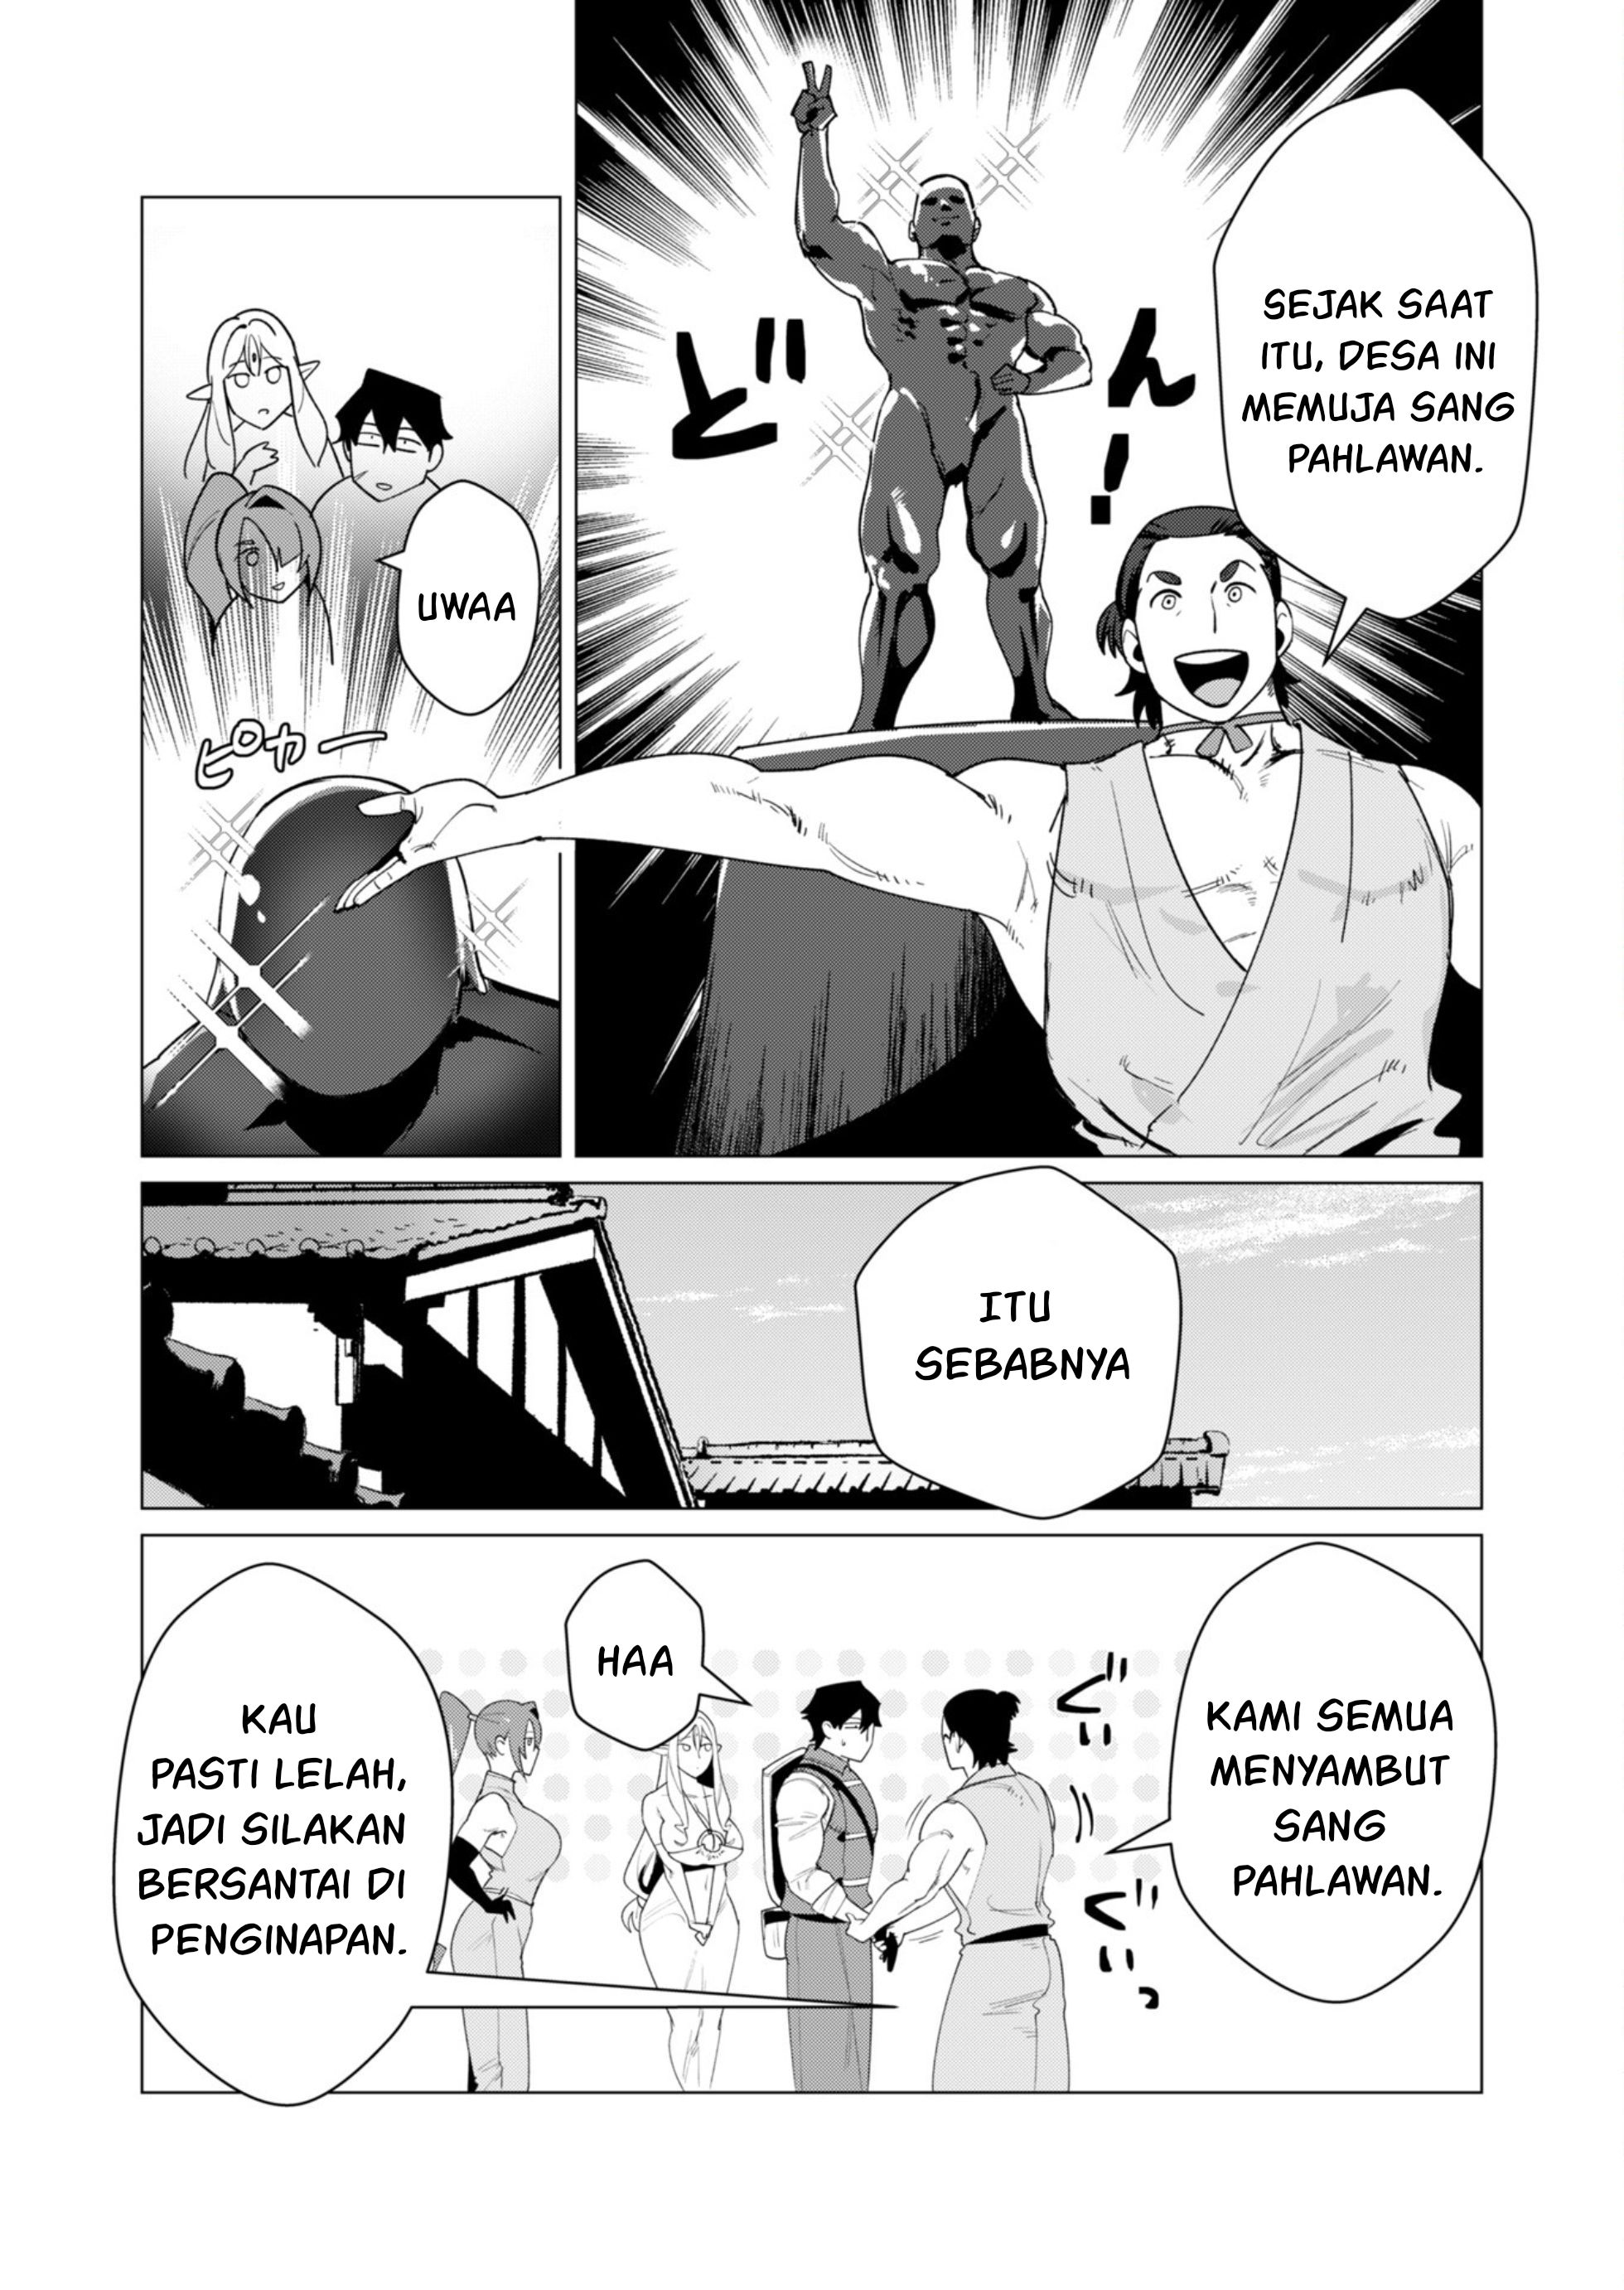 SEJAK SAAT
ITU, DESA INI
MEMUJA SANG
PAHLAWAN.
どん!
UWAA
ピカー
ITU
SEBABNYA
KAMI SEMUA
MENYAMBUT
SANG
PAHLAWAN.
ぐいぐいっ
HAA
KAU
PASTI LELAH,
JADI SILAKAN
BERSANTAI DI
PENGINAPAN.